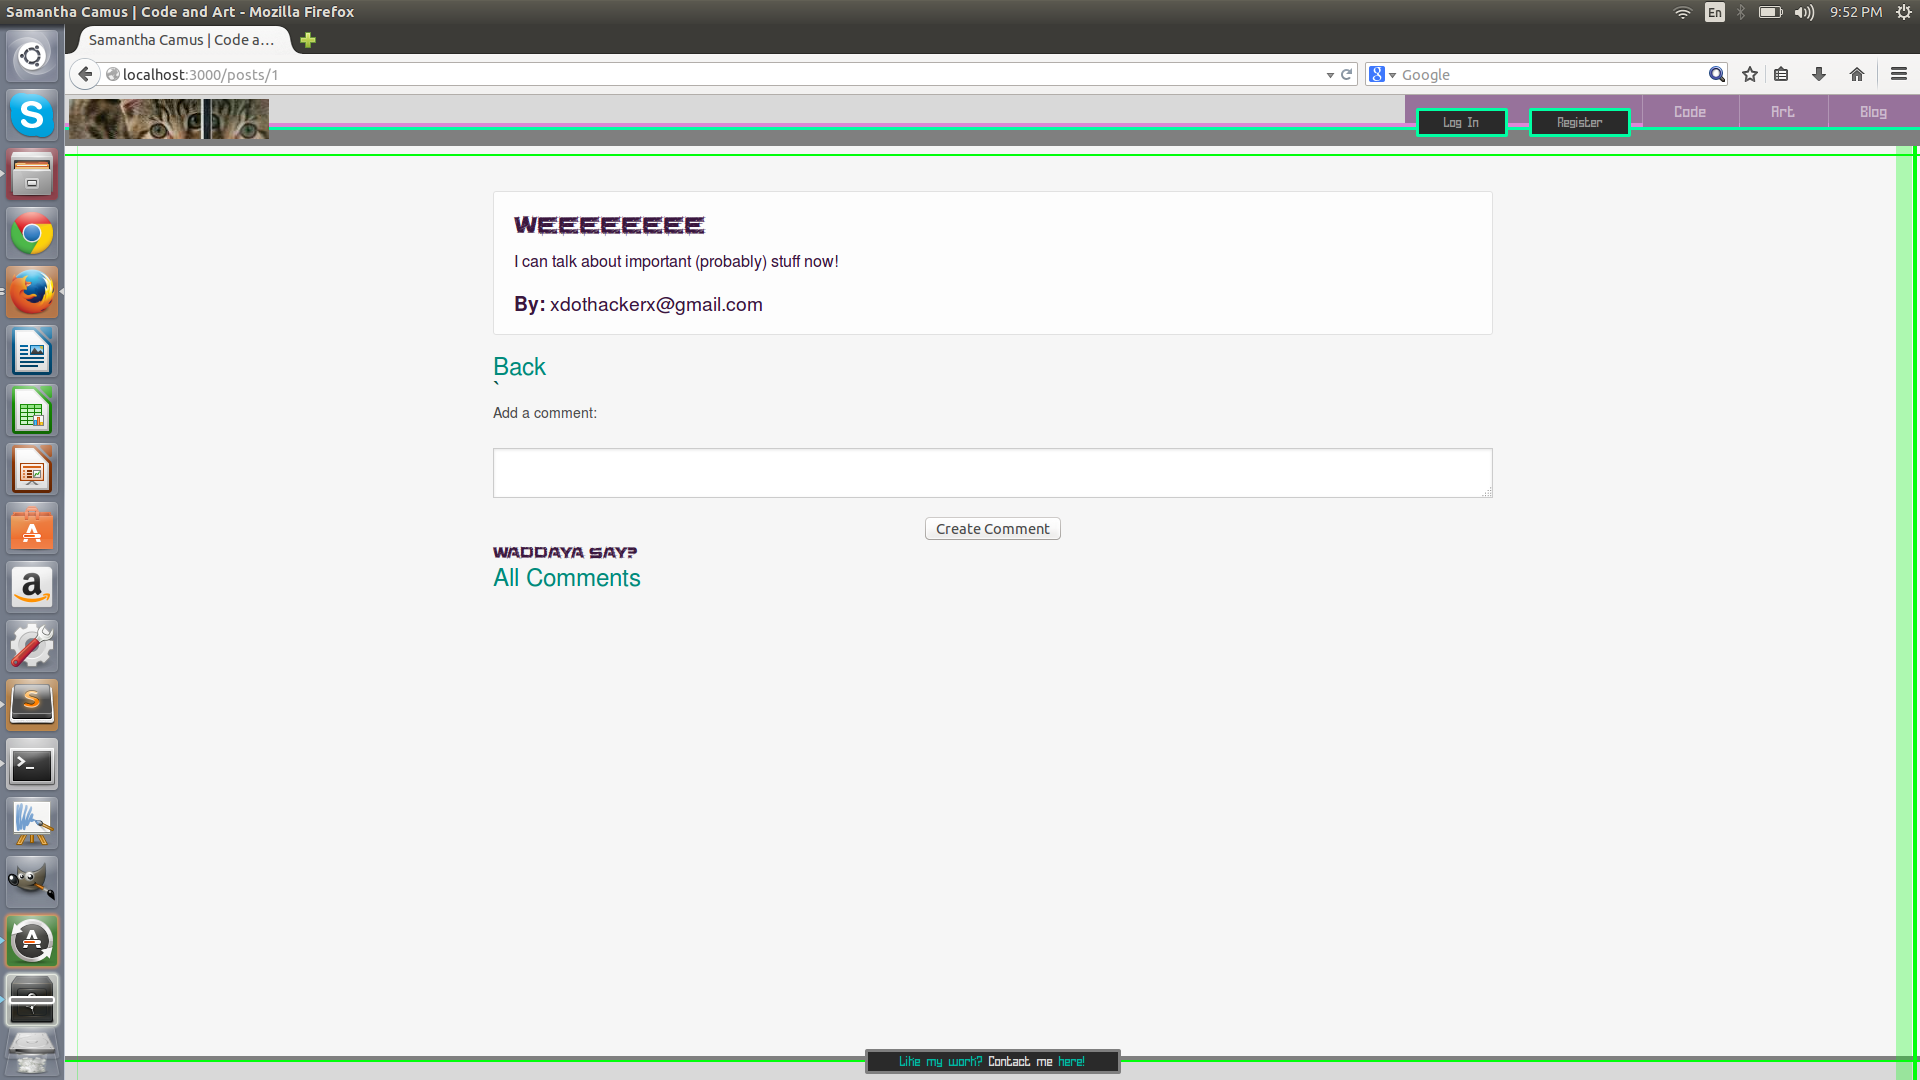 Samantha Camus | Code and Art - Mozilla Firefox
En
9:52 PM
Samantha Camus | Code a...
localhost:3000/posts/1
Google
Log In
Register
Code
Art
Blog
WEEEEEEEE
I can talk about important (probably) stuff now!
By: xdothackerx@gmail.com
Back
`
Add a comment:
Create Comment
WADDAYA SAY?
All Comments
Like my work? Contact me here!